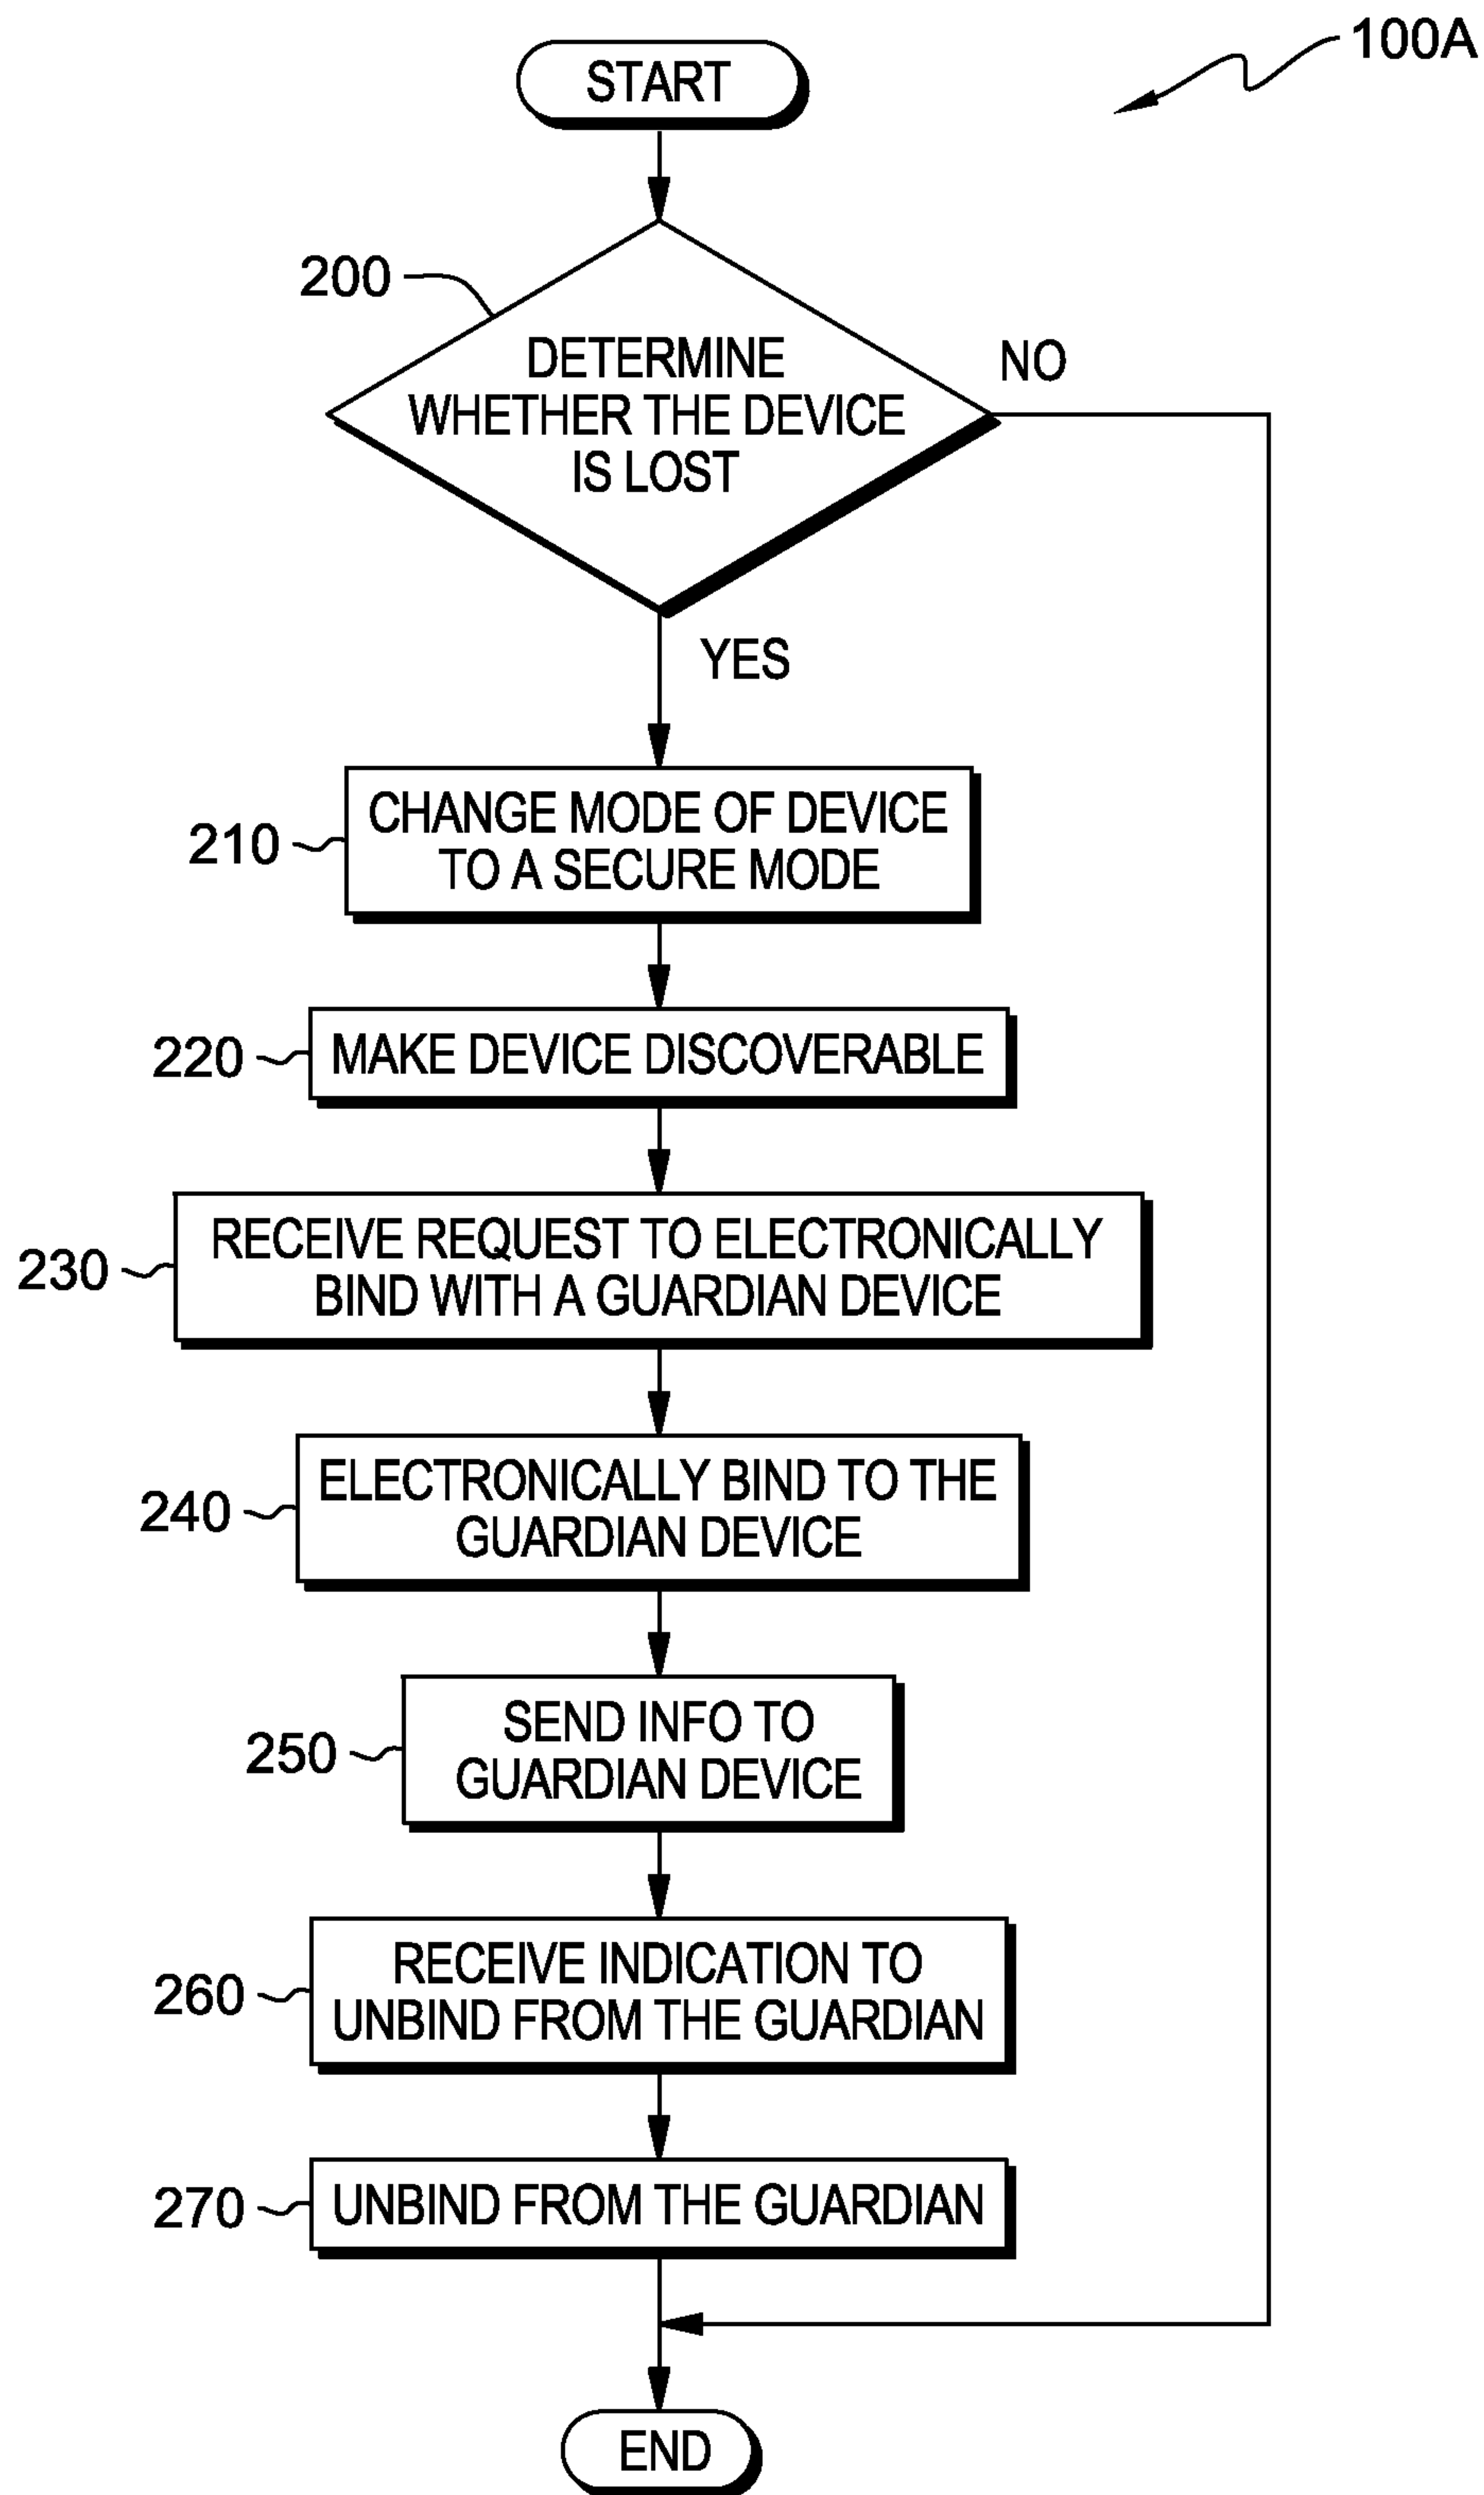 100A
START
200
DETERMINE
WHETHER THE DEVICE
IS LOST
NO
YES
210
CHANGE MODE OF DEVICE
TO A SECURE MODE
220
MAKE DEVICE DISCOVERABLE
230
RECEIVE REQUEST TO ELECTRONICALLY
BIND WITH A GUARDIAN DEVICE
240
ELECTRONICALLY BIND TO THE
GUARDIAN DEVICE
250
SEND INFO TO
GUARDIAN DEVICE
260
RECEIVE INDICATION TO
UNBIND FROM THE GUARDIAN
270
UNBIND FROM THE GUARDIAN
END